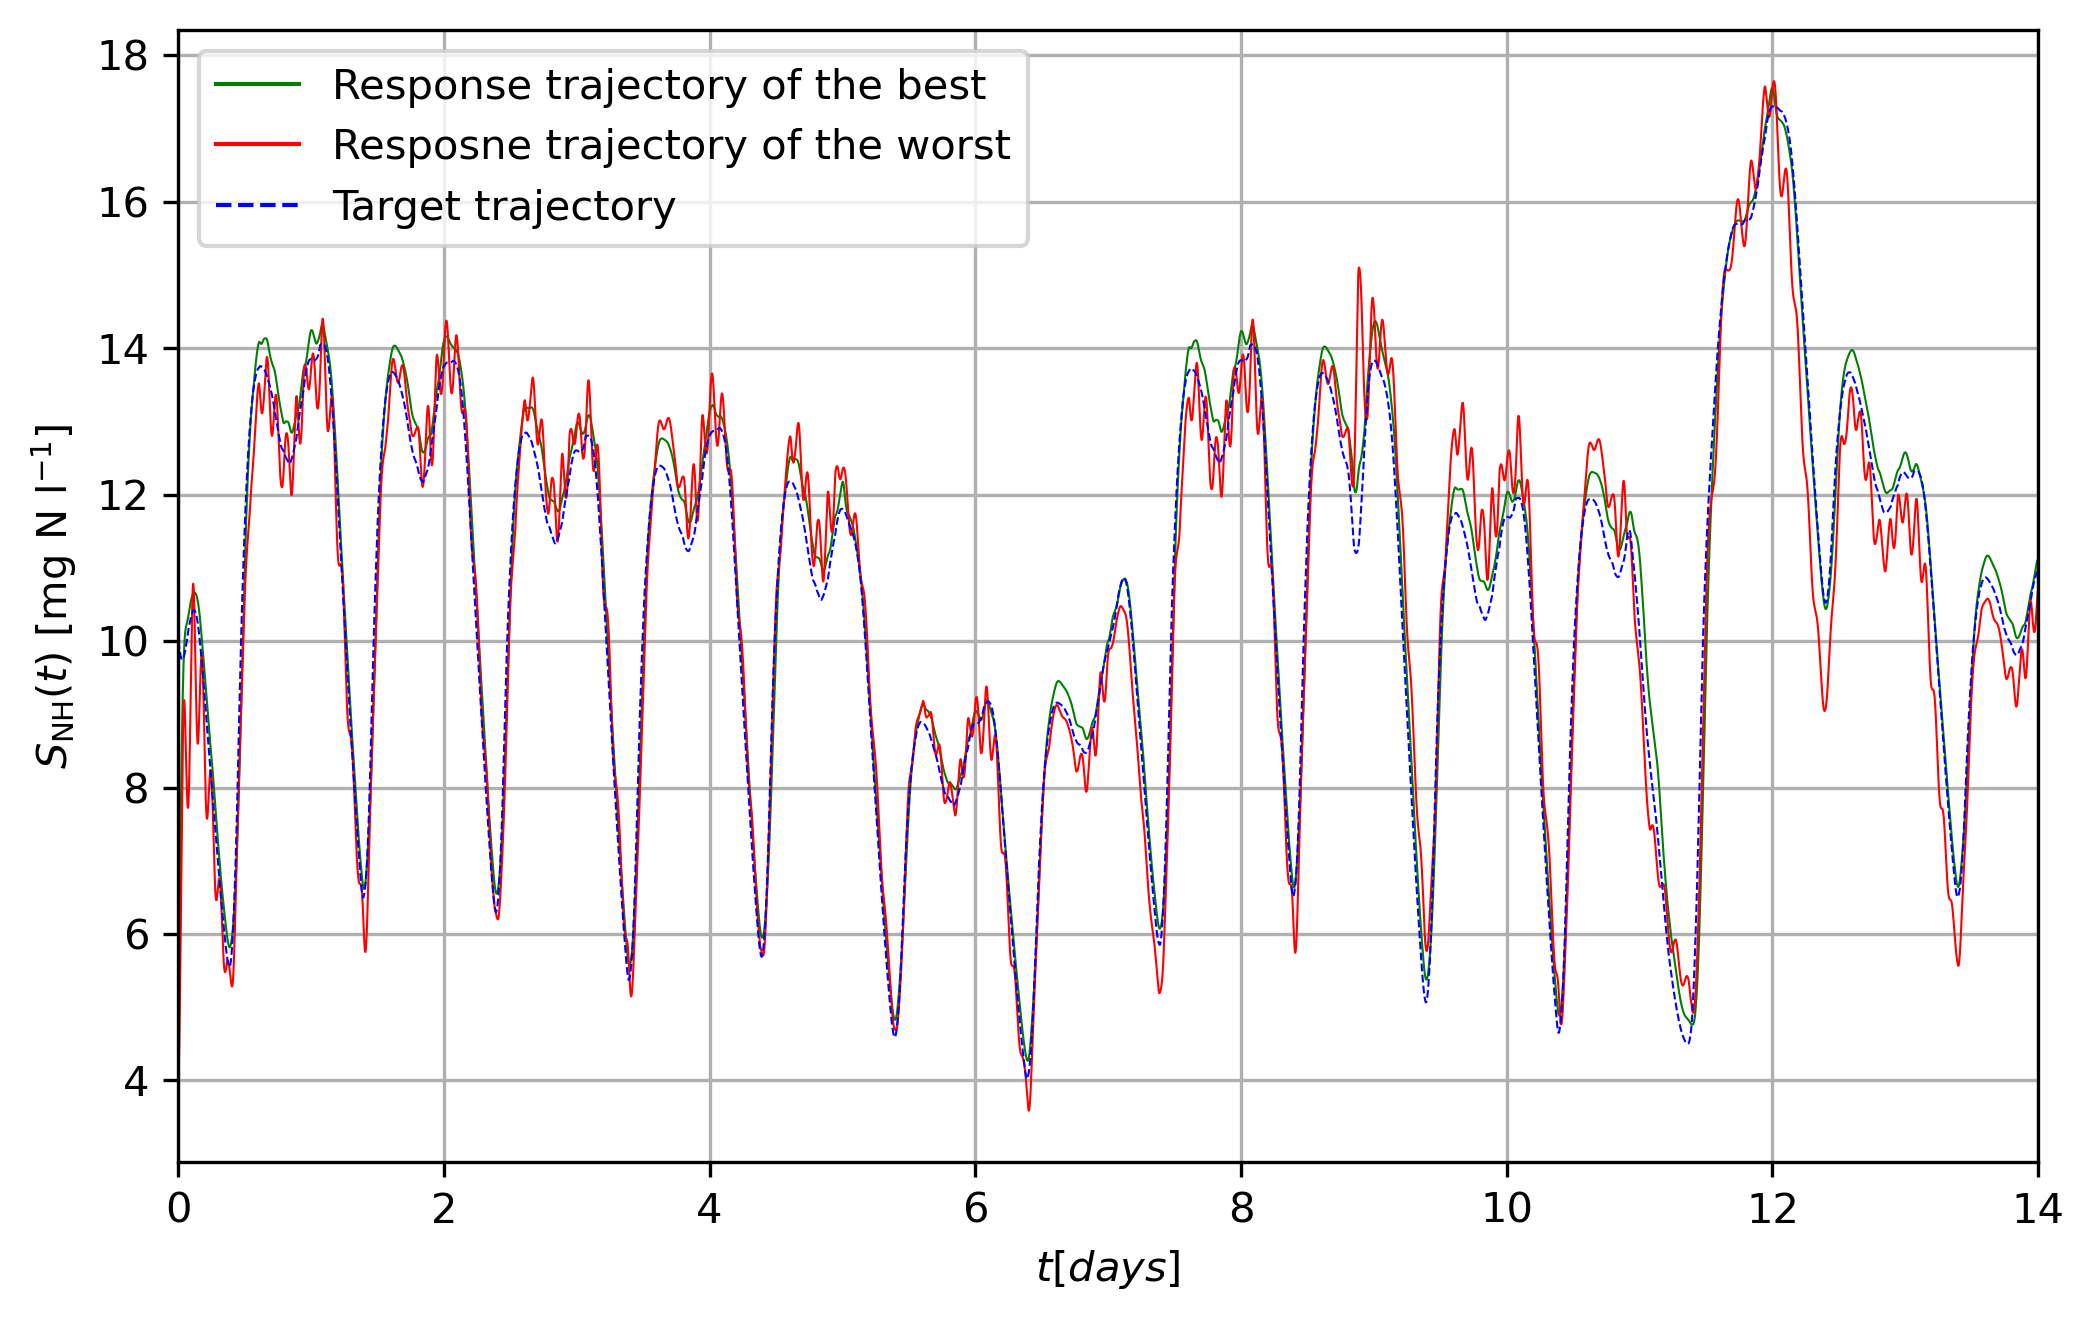 18
16
14
12
10
8
6
4
S_NH(t) [mg N l⁻¹]
Response trajectory of the best
Resposne trajectory of the worst
Target trajectory
0 2 4 6 8 10 12 14
t[days]